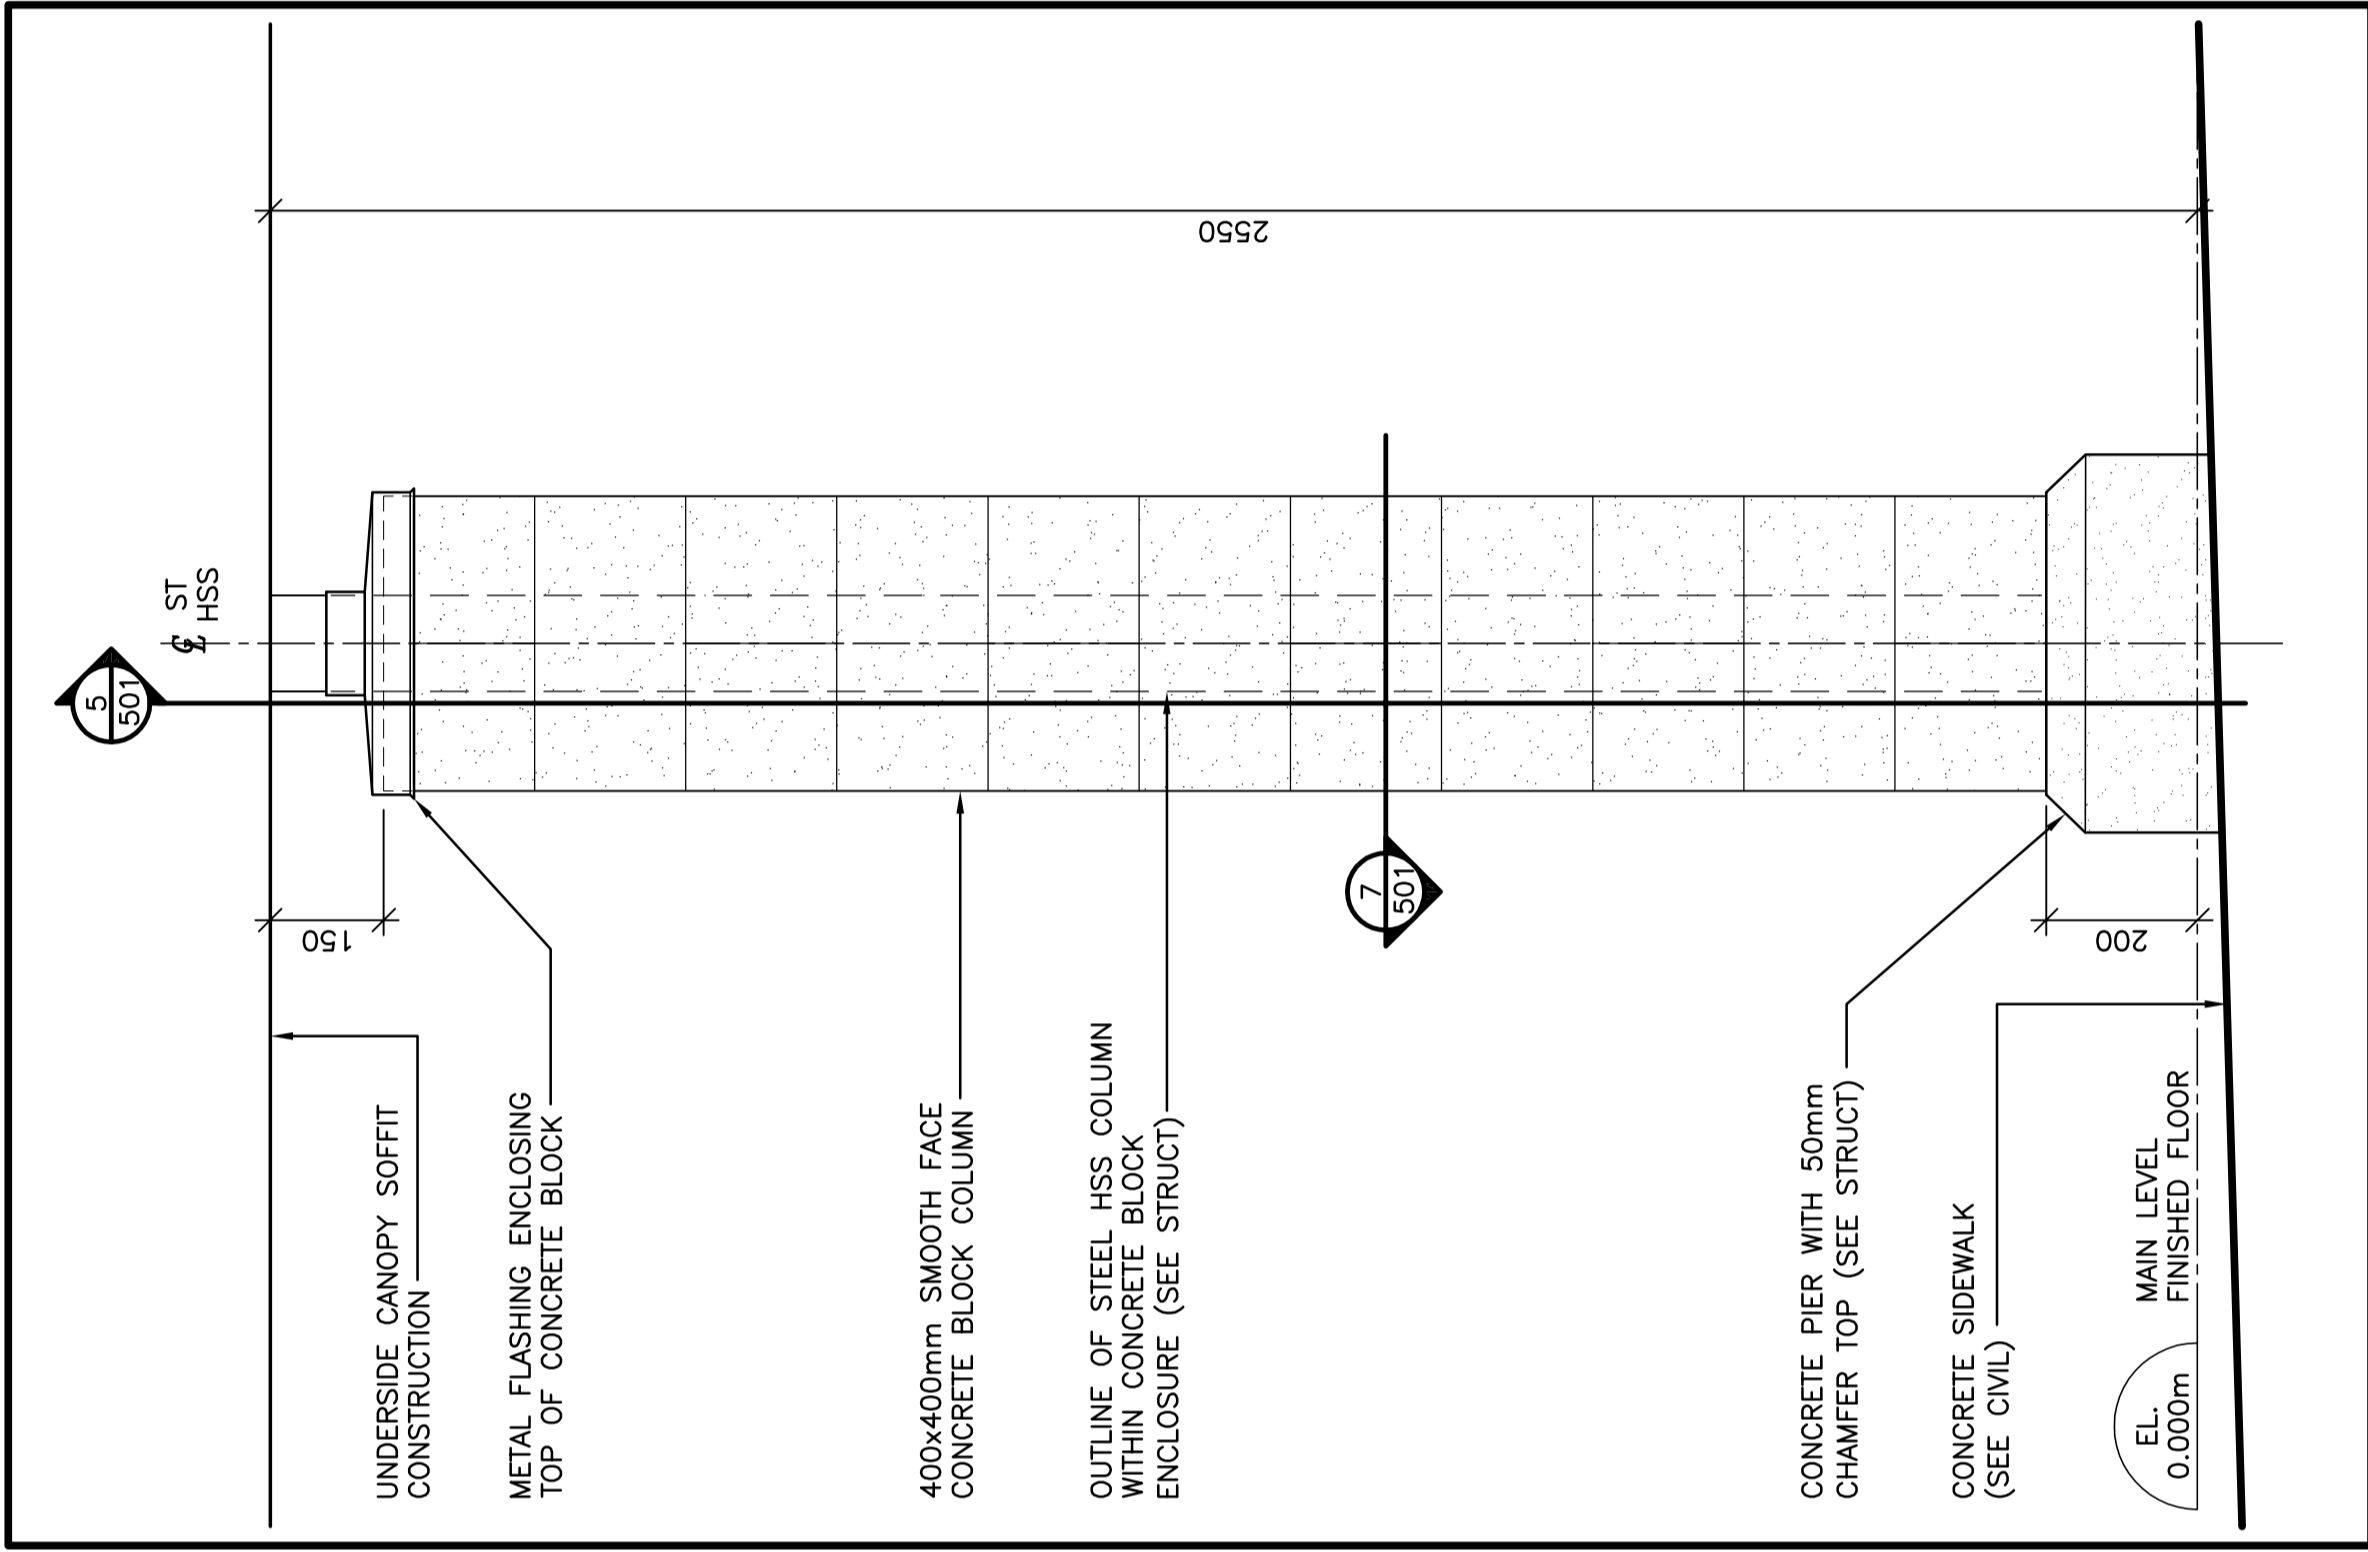 5
501
℄ ST
HSS
UNDERSIDE CANOPY SOFFIT
CONSTRUCTION
150
METAL FLASHING ENCLOSING
TOP OF CONCRETE BLOCK
400x400mm SMOOTH FACE
CONCRETE BLOCK COLUMN
OUTLINE OF STEEL HSS COLUMN
WITHIN CONCRETE BLOCK
ENCLOSURE (SEE STRUCT)
2550
7
501
CONCRETE PIER WITH 50mm
CHAMFER TOP (SEE STRUCT)
CONCRETE SIDEWALK
(SEE CIVIL)
200
EL.
0.000m
MAIN LEVEL
FINISHED FLOOR